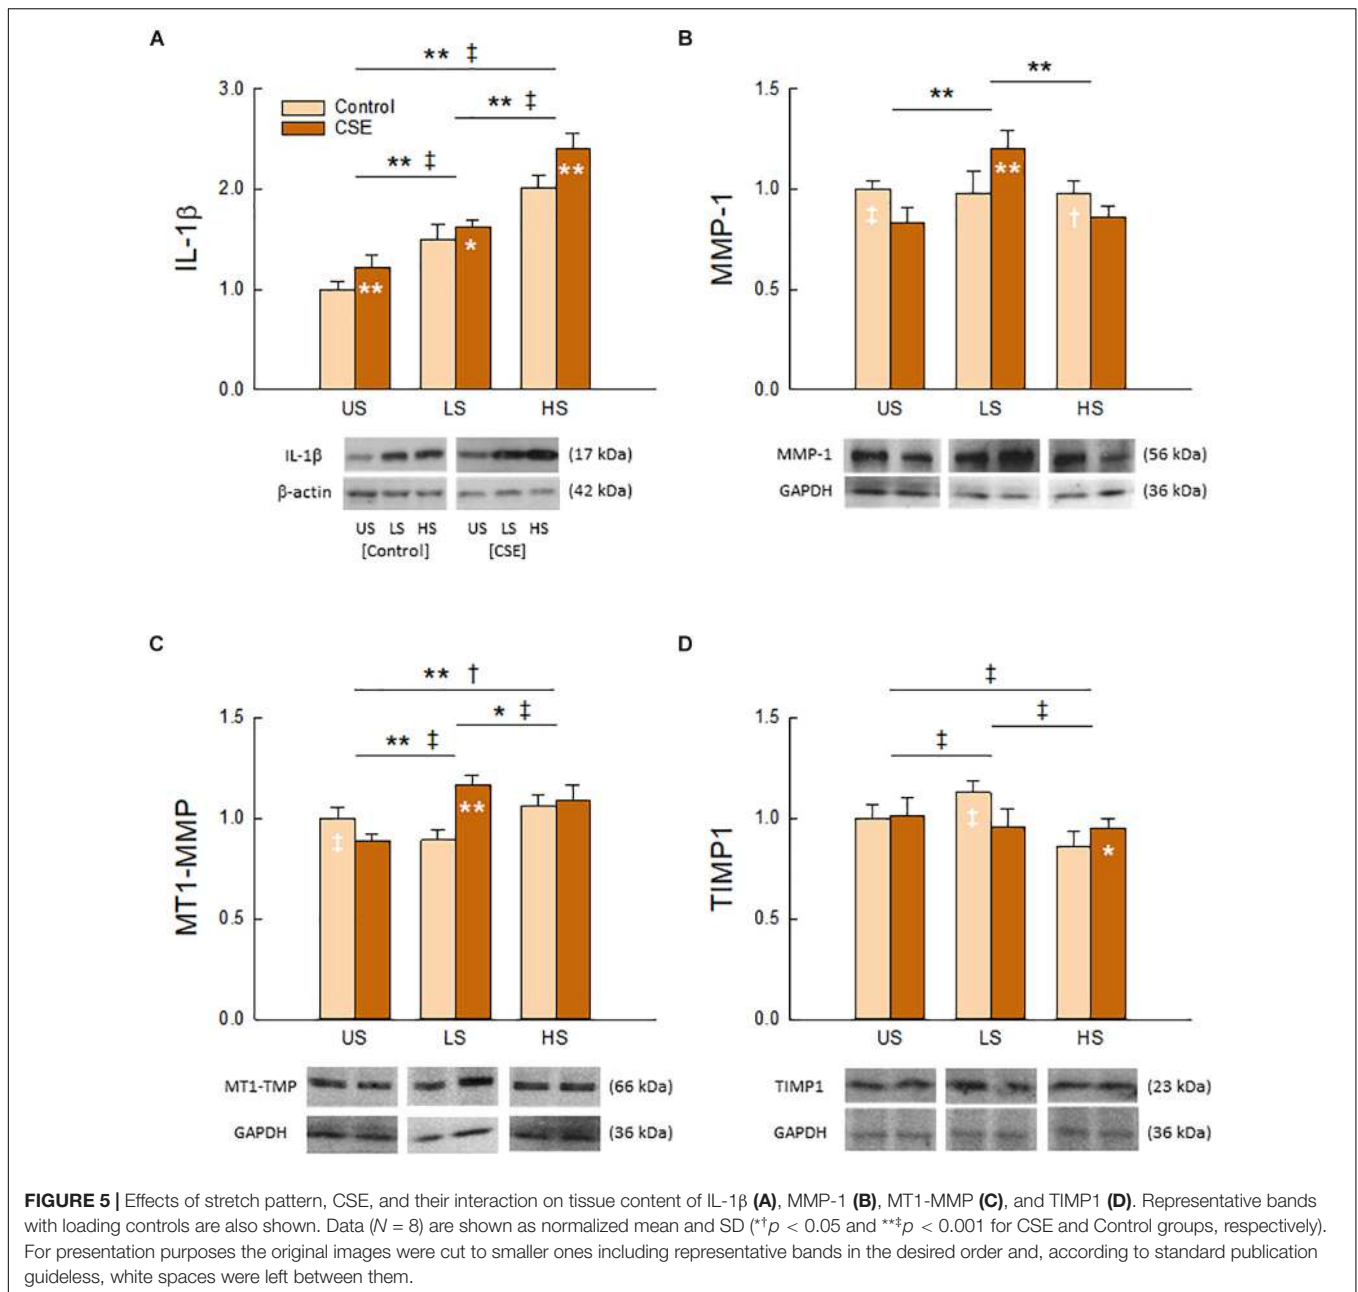 A
** ‡
** ‡
** ‡
3.0
2.0
1.0
0.0
IL-1β
Control
CSE
**
*
**
US LS HS
IL-1β (17 kDa)
β-actin (42 kDa)
US LS HS US LS HS
[Control] [CSE]
B
**
**
1.5
1.0
0.5
0.0
MMP-1
‡
**
†
US LS HS
MMP-1 (56 kDa)
GAPDH (36 kDa)
C
** †
* ‡
** ‡
1.5
1.0
0.5
0.0
MT1-MMP
‡
**
US LS HS
MT1-TMP (66 kDa)
GAPDH (36 kDa)
D
‡
‡
‡
1.5
1.0
0.5
0.0
TIMP1
‡
*
US LS HS
TIMP1 (23 kDa)
GAPDH (36 kDa)
FIGURE 5 | Effects of stretch pattern, CSE, and their interaction on tissue content of IL-1β (A), MMP-1 (B), MT1-MMP (C), and TIMP1 (D). Representative bands
with loading controls are also shown. Data (N = 8) are shown as normalized mean and SD (*†p < 0.05 and **‡p < 0.001 for CSE and Control groups, respectively).
For presentation purposes the original images were cut to smaller ones including representative bands in the desired order and, according to standard publication
guideless, white spaces were left between them.